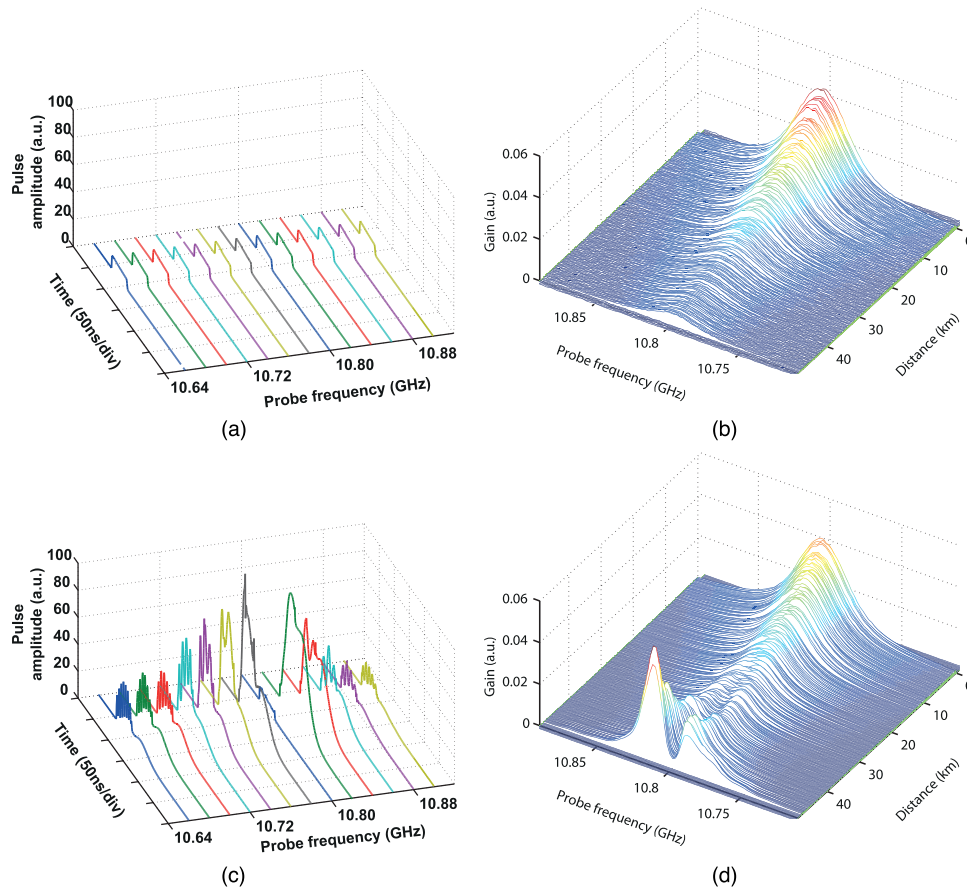 100
80
60
40
20
0
Pulse
amplitude (a.u.)
Time (50ns/div)
10.64
10.72
10.80
10.88
Probe frequency (GHz)
(a)
0.06
0.04
0.02
0
Gain (a.u.)
10.85
10.8
10.75
Probe frequency (GHz)
40
30
20
10
Distance (km)
(b)
100
80
60
40
20
0
Pulse
amplitude (a.u.)
Time (50ns/div)
10.64
10.72
10.80
10.88
Probe frequency (GHz)
(c)
0.06
0.04
0.02
0
Gain (a.u.)
10.85
10.8
10.75
Probe frequency (GHz)
40
30
20
10
Distance (km)
(d)